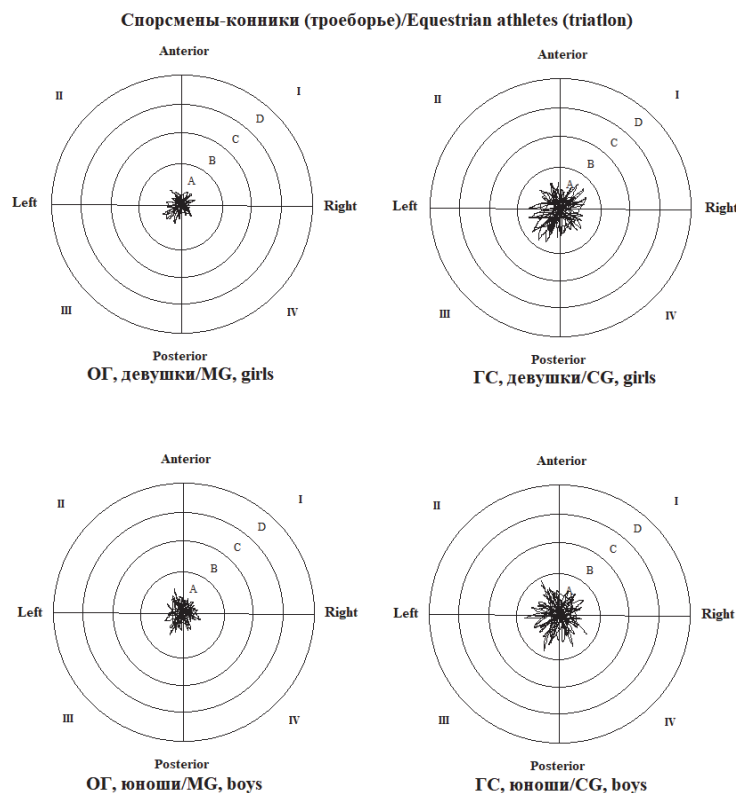 Спорсмены-конники (троеборье)/Equestrian athletes (triatlon)
Anterior
II
I
D
C
B
A
Left
Right
III
IV
Posterior
ОГ, девушки/MG, girls
Anterior
II
I
D
C
B
A
Left
Right
III
IV
Posterior
ГС, девушки/CG, girls
Anterior
II
I
D
C
B
A
Left
Right
III
IV
Posterior
ОГ, юноши/MG, boys
Anterior
II
I
D
C
B
A
Left
Right
III
IV
Posterior
ГС, юноши/CG, boys